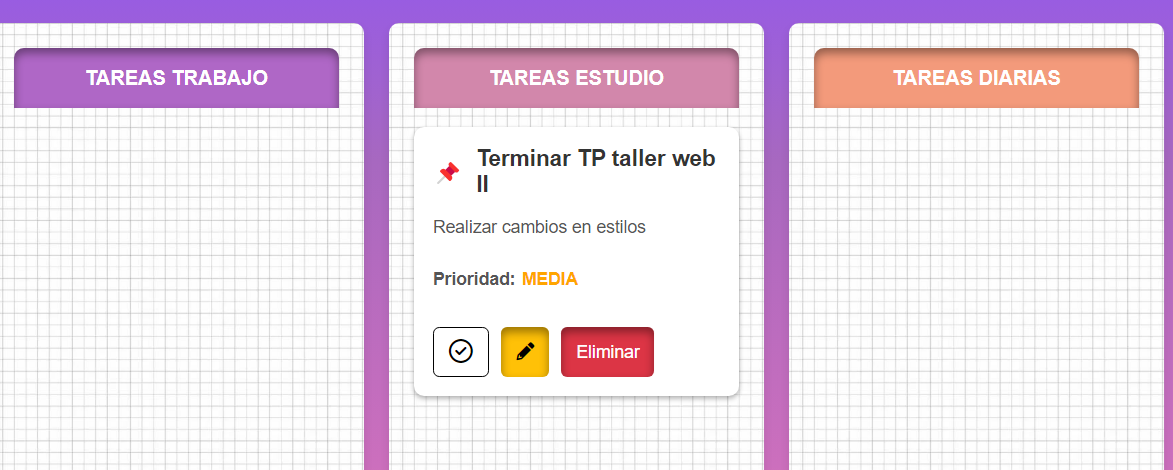 TAREAS TRABAJO
TAREAS ESTUDIO
TAREAS DIARIAS
Terminar TP taller web
II
Realizar cambios en estilos
Prioridad: MEDIA
Eliminar